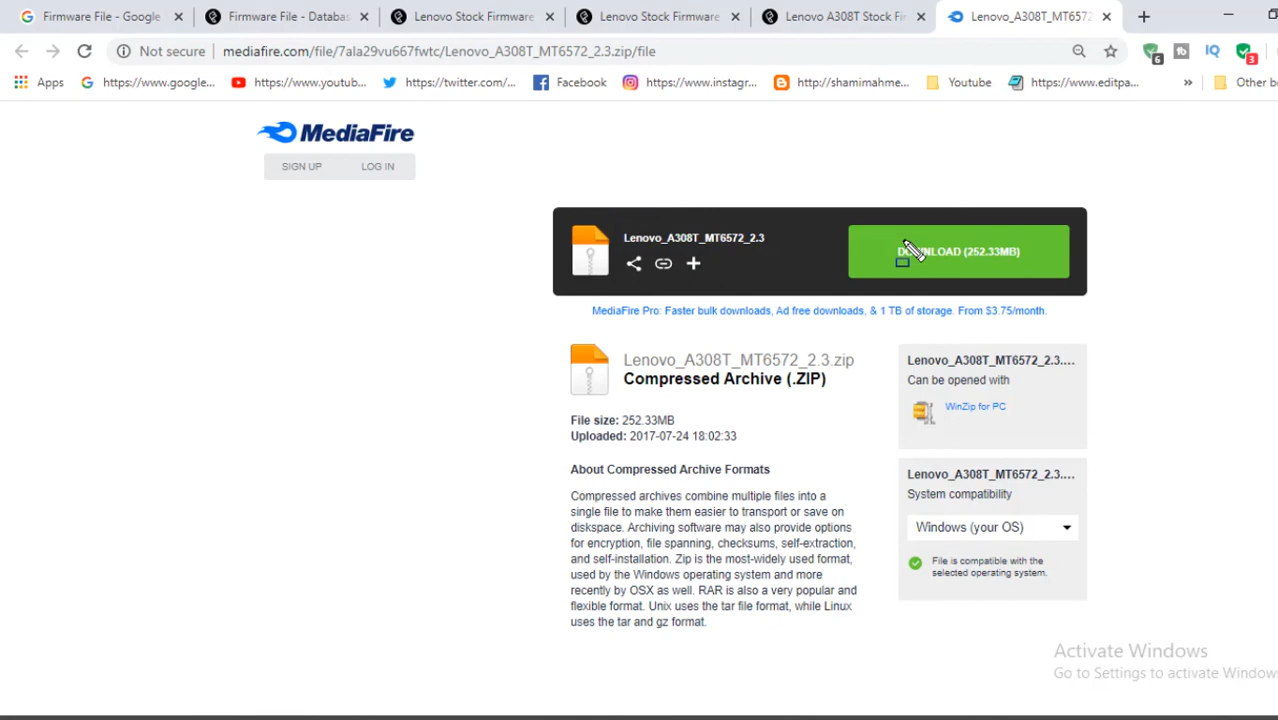 Firmware File - Google
Firmware File - Databas
Lenovo Stock Firmware
Lenovo Stock Firmware
Lenovo A308T Stock Fir
Lenovo_A308T_MT6572
Not secure
mediafire.com/file/7ala29vu667fwtc/Lenovo_A308T_MT6572_2.3.zip/file
6
IQ
3
Apps
https://www.google...
https://www.youtub...
https://twitter.com/...
Facebook
https://www.instagr...
http://shamimahme...
Youtube
https://www.editpa...
»
Other b
MediaFire
SIGN UP
LOG IN
Lenovo_A308T_MT6572_2.3
DOWNLOAD (252.33MB)
MediaFire Pro: Faster bulk downloads, Ad free downloads, & 1 TB of storage. From $3.75/month.
Lenovo_A308T_MT6572_2.3.zip
Compressed Archive (.ZIP)
File size: 252.33MB
Uploaded: 2017-07-24 18:02:33
About Compressed Archive Formats
Compressed archives combine multiple files into a
single file to make them easier to transport or save on
diskspace. Archiving software may also provide options
for encryption, file spanning, checksums, self-extraction,
and self-installation. Zip is the most-widely used format,
used by the Windows operating system and more
recently by OSX as well. RAR is also a very popular and
flexible format. Unix uses the tar file format, while Linux
uses the tar and gz format.
Lenovo_A308T_MT6572_2.3....
Can be opened with
WinZip for PC
Lenovo_A308T_MT6572_2.3....
System compatibility
Windows (your OS)
File is compatible with the
selected operating system.
Activate Windows
Go to Settings to activate Windows